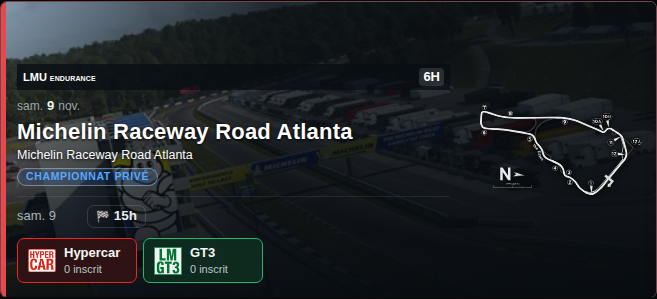 LMU ENDURANCE
6H
sam. 9 nov.
Michelin Raceway Road Atlanta
Michelin Raceway Road Atlanta
CHAMPIONNAT PRIVÉ
MICHELIN
sam. 9
15h
HYPER CAR
Hypercar
0 inscrit
LM GT3
GT3
0 inscrit
N